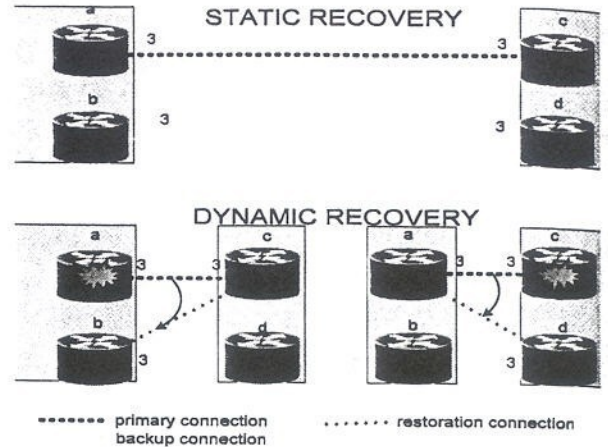 STATIC RECOVERY
a
3
3
c
b
3
3
d
DYNAMIC RECOVERY
a
c
a
c
3
3
3
3
b
d
b
d
3
3
primary connection
restoration connection
backup connection